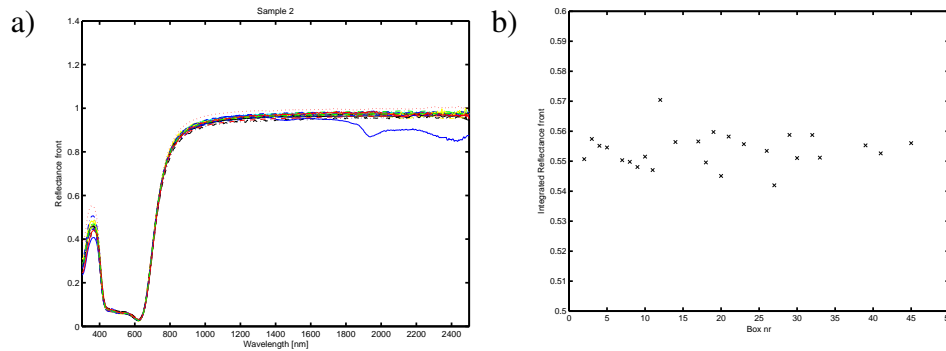 a)
Sample 2
Reflectance front
1.4
1.2
1
0.8
0.6
0.4
0.2
0
400 600 800 1000 1200 1400 1600 1800 2000 2200 2400
Wavelength [nm]
b)
Integrated Reflectance front
0.6
0.59
0.58
0.57
0.56
0.55
0.54
0.53
0.52
0.51
0.5
0 5 10 15 20 25 30 35 40 45 50
Box nr